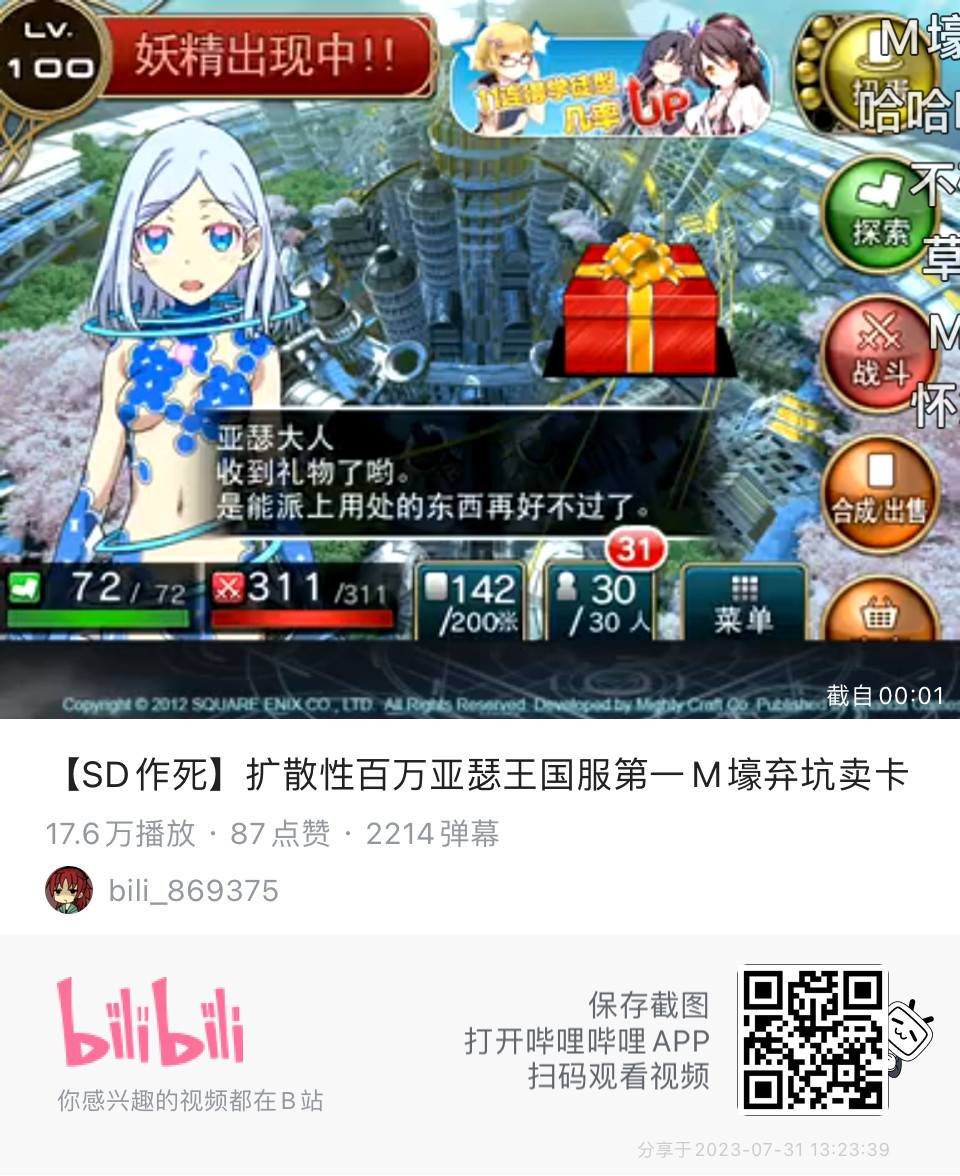 LV.
100
妖精出现中!!
11连得学徒型
几率UP
M壕
哈哈
不
草
M
怀
探索
战斗
合成/出售
亚瑟大人
收到礼物了哟。
是能派上用处的东西再好不过了。
31
72/ 72
311/311
142
/200张
30
/ 30人
菜单
Copyright © 2012 SQUARE ENIX CO., LTD. All Rights Reserved. Developed by Mighty Craft Co.
截自00:01
【SD作死】扩散性百万亚瑟王国服第一M壕弃坑卖卡
17.6万播放 · 87点赞 · 2214弹幕
bili_869375
bilibili
你感兴趣的视频都在B站
保存截图
打开哔哩哔哩APP
扫码观看视频
分享于2023-07-31 13:23:39